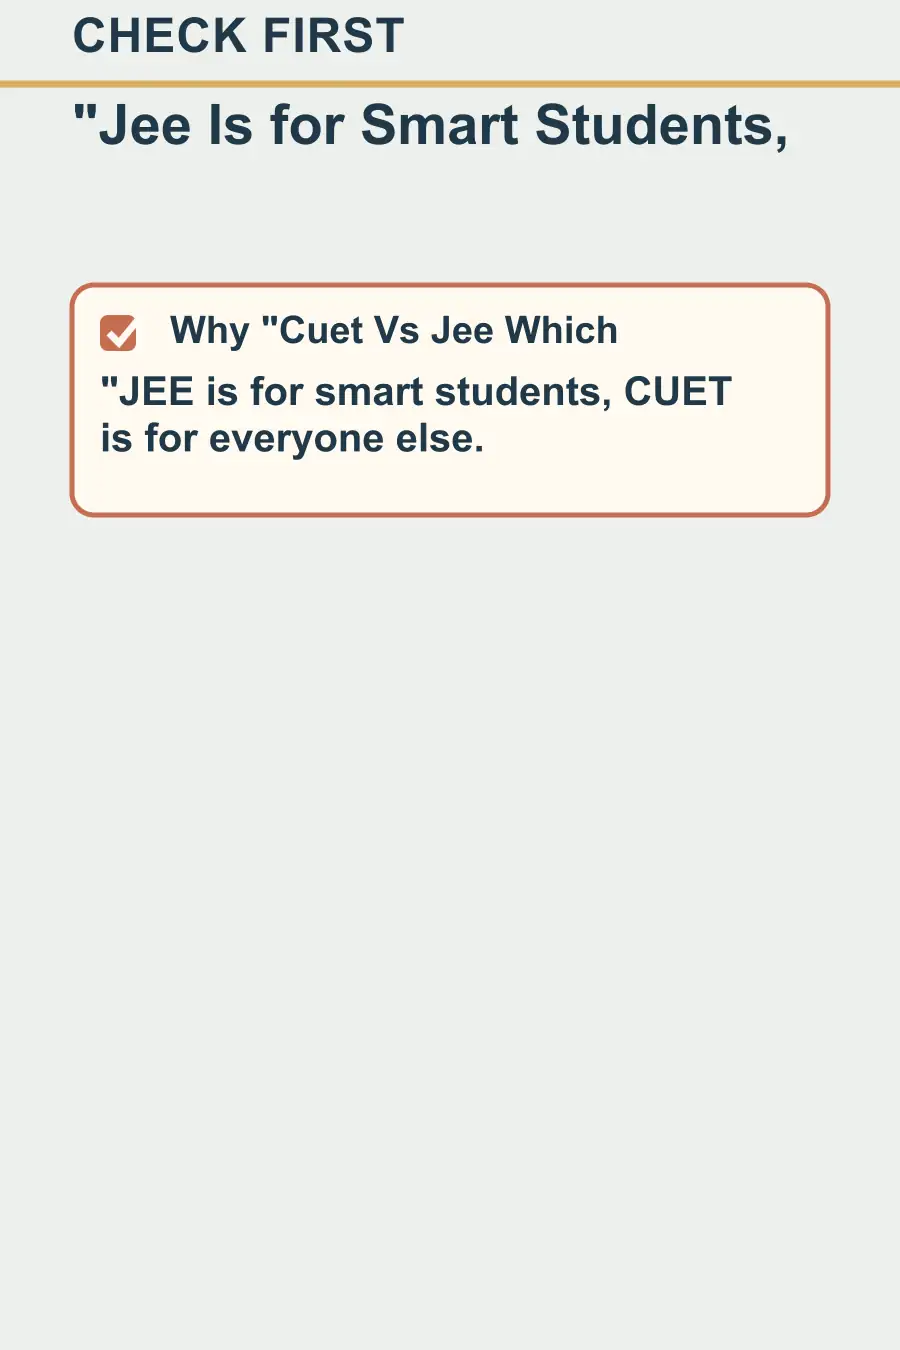 CHECK FIRST
"Jee Is for Smart Students,
Why "Cuet Vs Jee Which
"JEE is for smart students, CUET
is for everyone else.